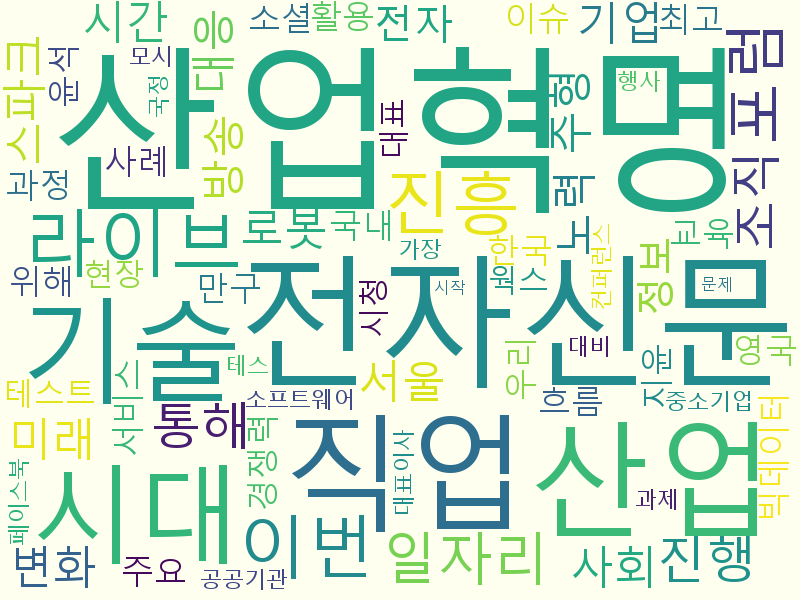 시간
소셜
활용
전자
이슈
기업
최고
스파크
윤석
모시
국정
대응
산업혁명
행사
포럼
사례
방송
대표
주형
조직
과정
진흥
력
노
교육
라이브
로봇
국내
가장
한국
웍스
컨퍼런스
정보
위해
현장
만구
시청
시작
문제
기술
전자신문
테스
대비
우리
지윤
영국
테스트
서비스
소프트웨어
서울
흐름
중소기업
미래
통해
경쟁력
직업
산업
빅데이터
페이스북
시대
대표이사
과제
이번
일자리
사회
진행
변화
주요
공공기관